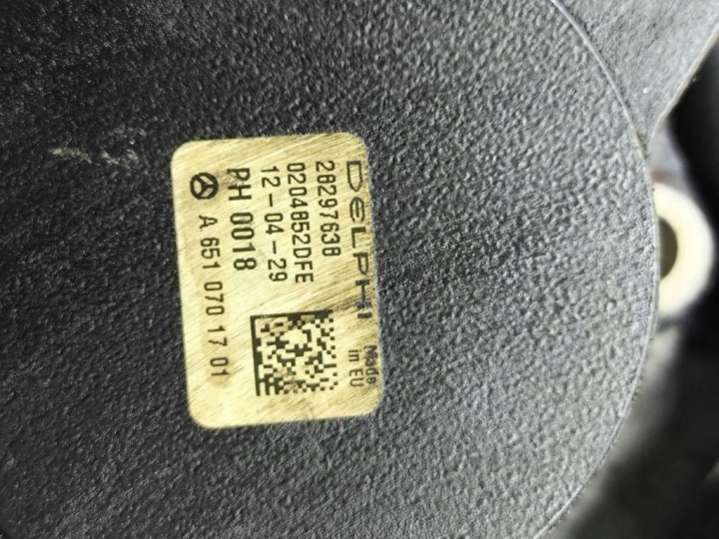 DELPHI
Made
in EU
28297638
0204852DFE
12-04-29
PH 0018
A 651 070 17 01